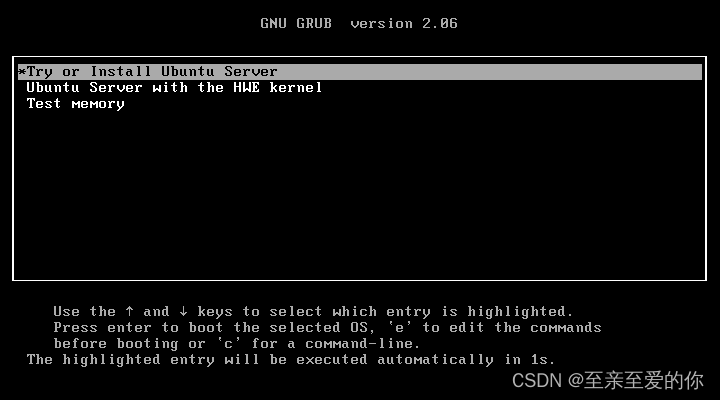 GNU GRUB  version 2.06
*Try or Install Ubuntu Server
Ubuntu Server with the HWE kernel
Test memory
Use the ↑ and ↓ keys to select which entry is highlighted.
Press enter to boot the selected OS, `e' to edit the commands
before booting or `c' for a command-line.
The highlighted entry will be executed automatically in 1s.
CSDN @至亲至爱的你